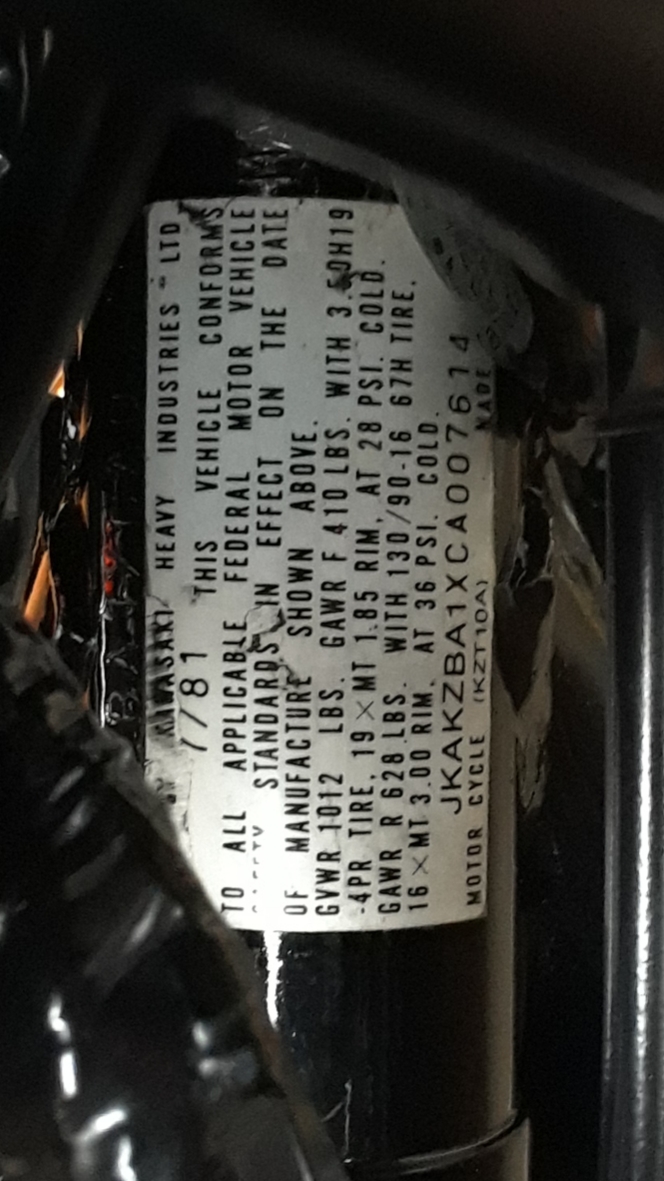 BY KAWASAKI HEAVY INDUSTRIES LTD
7/81 THIS VEHICLE CONFORMS
TO ALL APPLICABLE FEDERAL MOTOR VEHICLE
SAFETY STANDARDS IN EFFECT ON THE DATE
OF MANUFACTURE SHOWN ABOVE.
GVWR 1012 LBS. GAWR F 410 LBS. WITH 3.50H19
-4PR TIRE, 19×MT 1.85 RIM, AT 28 PSI. COLD.
GAWR R 628 LBS. WITH 130/90-16 67H TIRE,
16×MT 3.00 RIM, AT 36 PSI. COLD.
JKAKZBA1XCA007614
MOTOR CYCLE (KZT10A) MADE